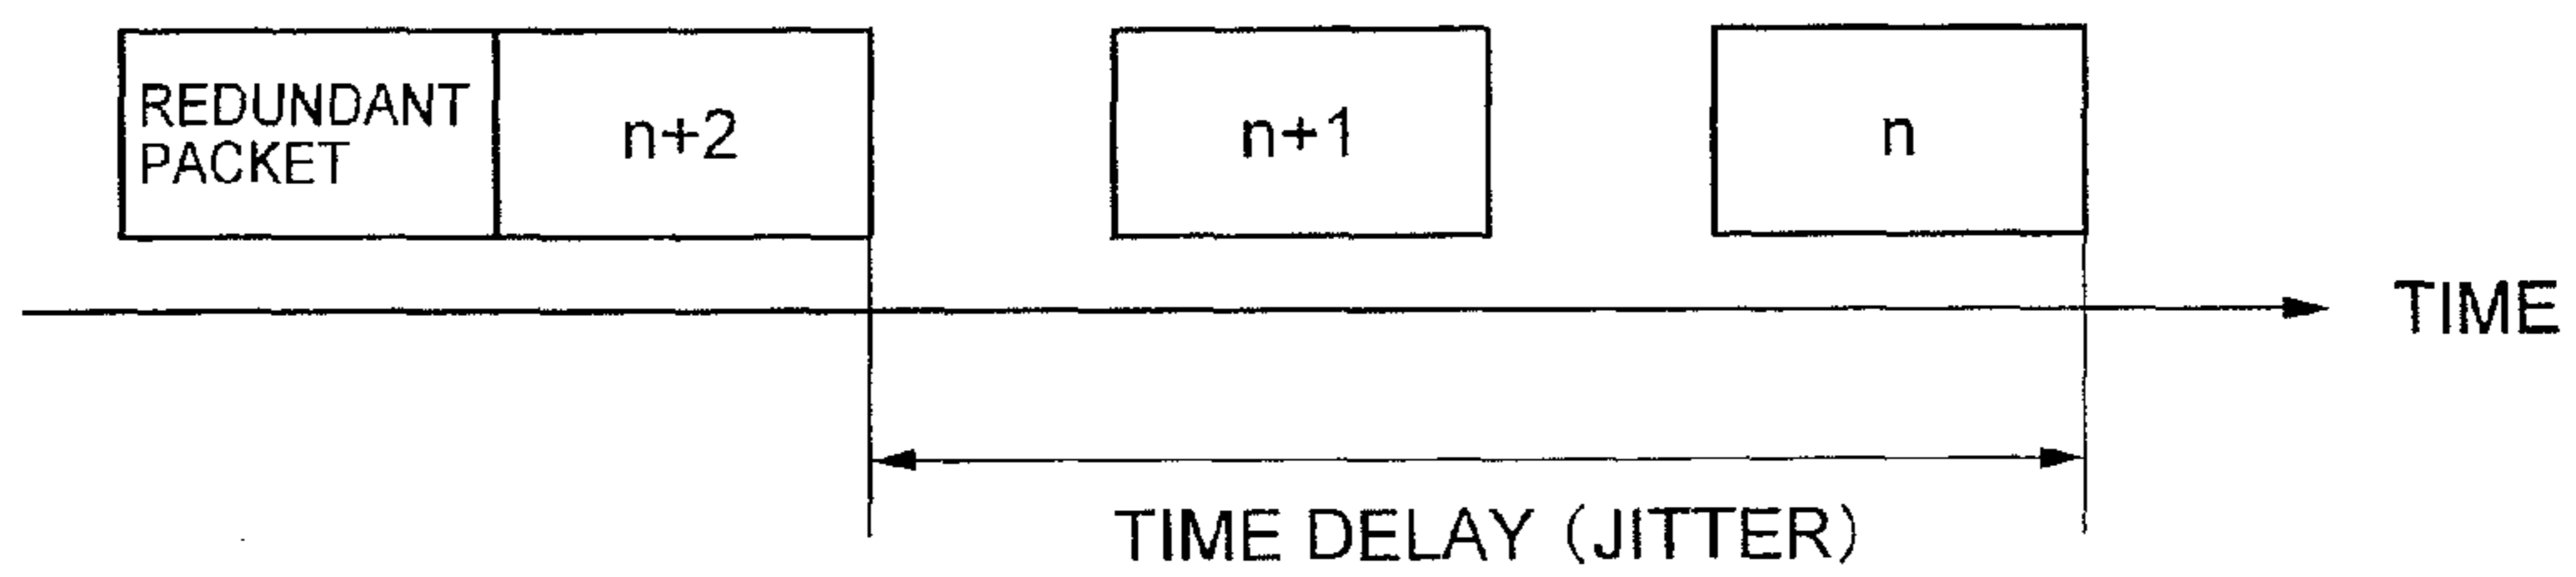 REDUNDANT
PACKET
n+2
n+1
n
TIME
TIME DELAY (JITTER)